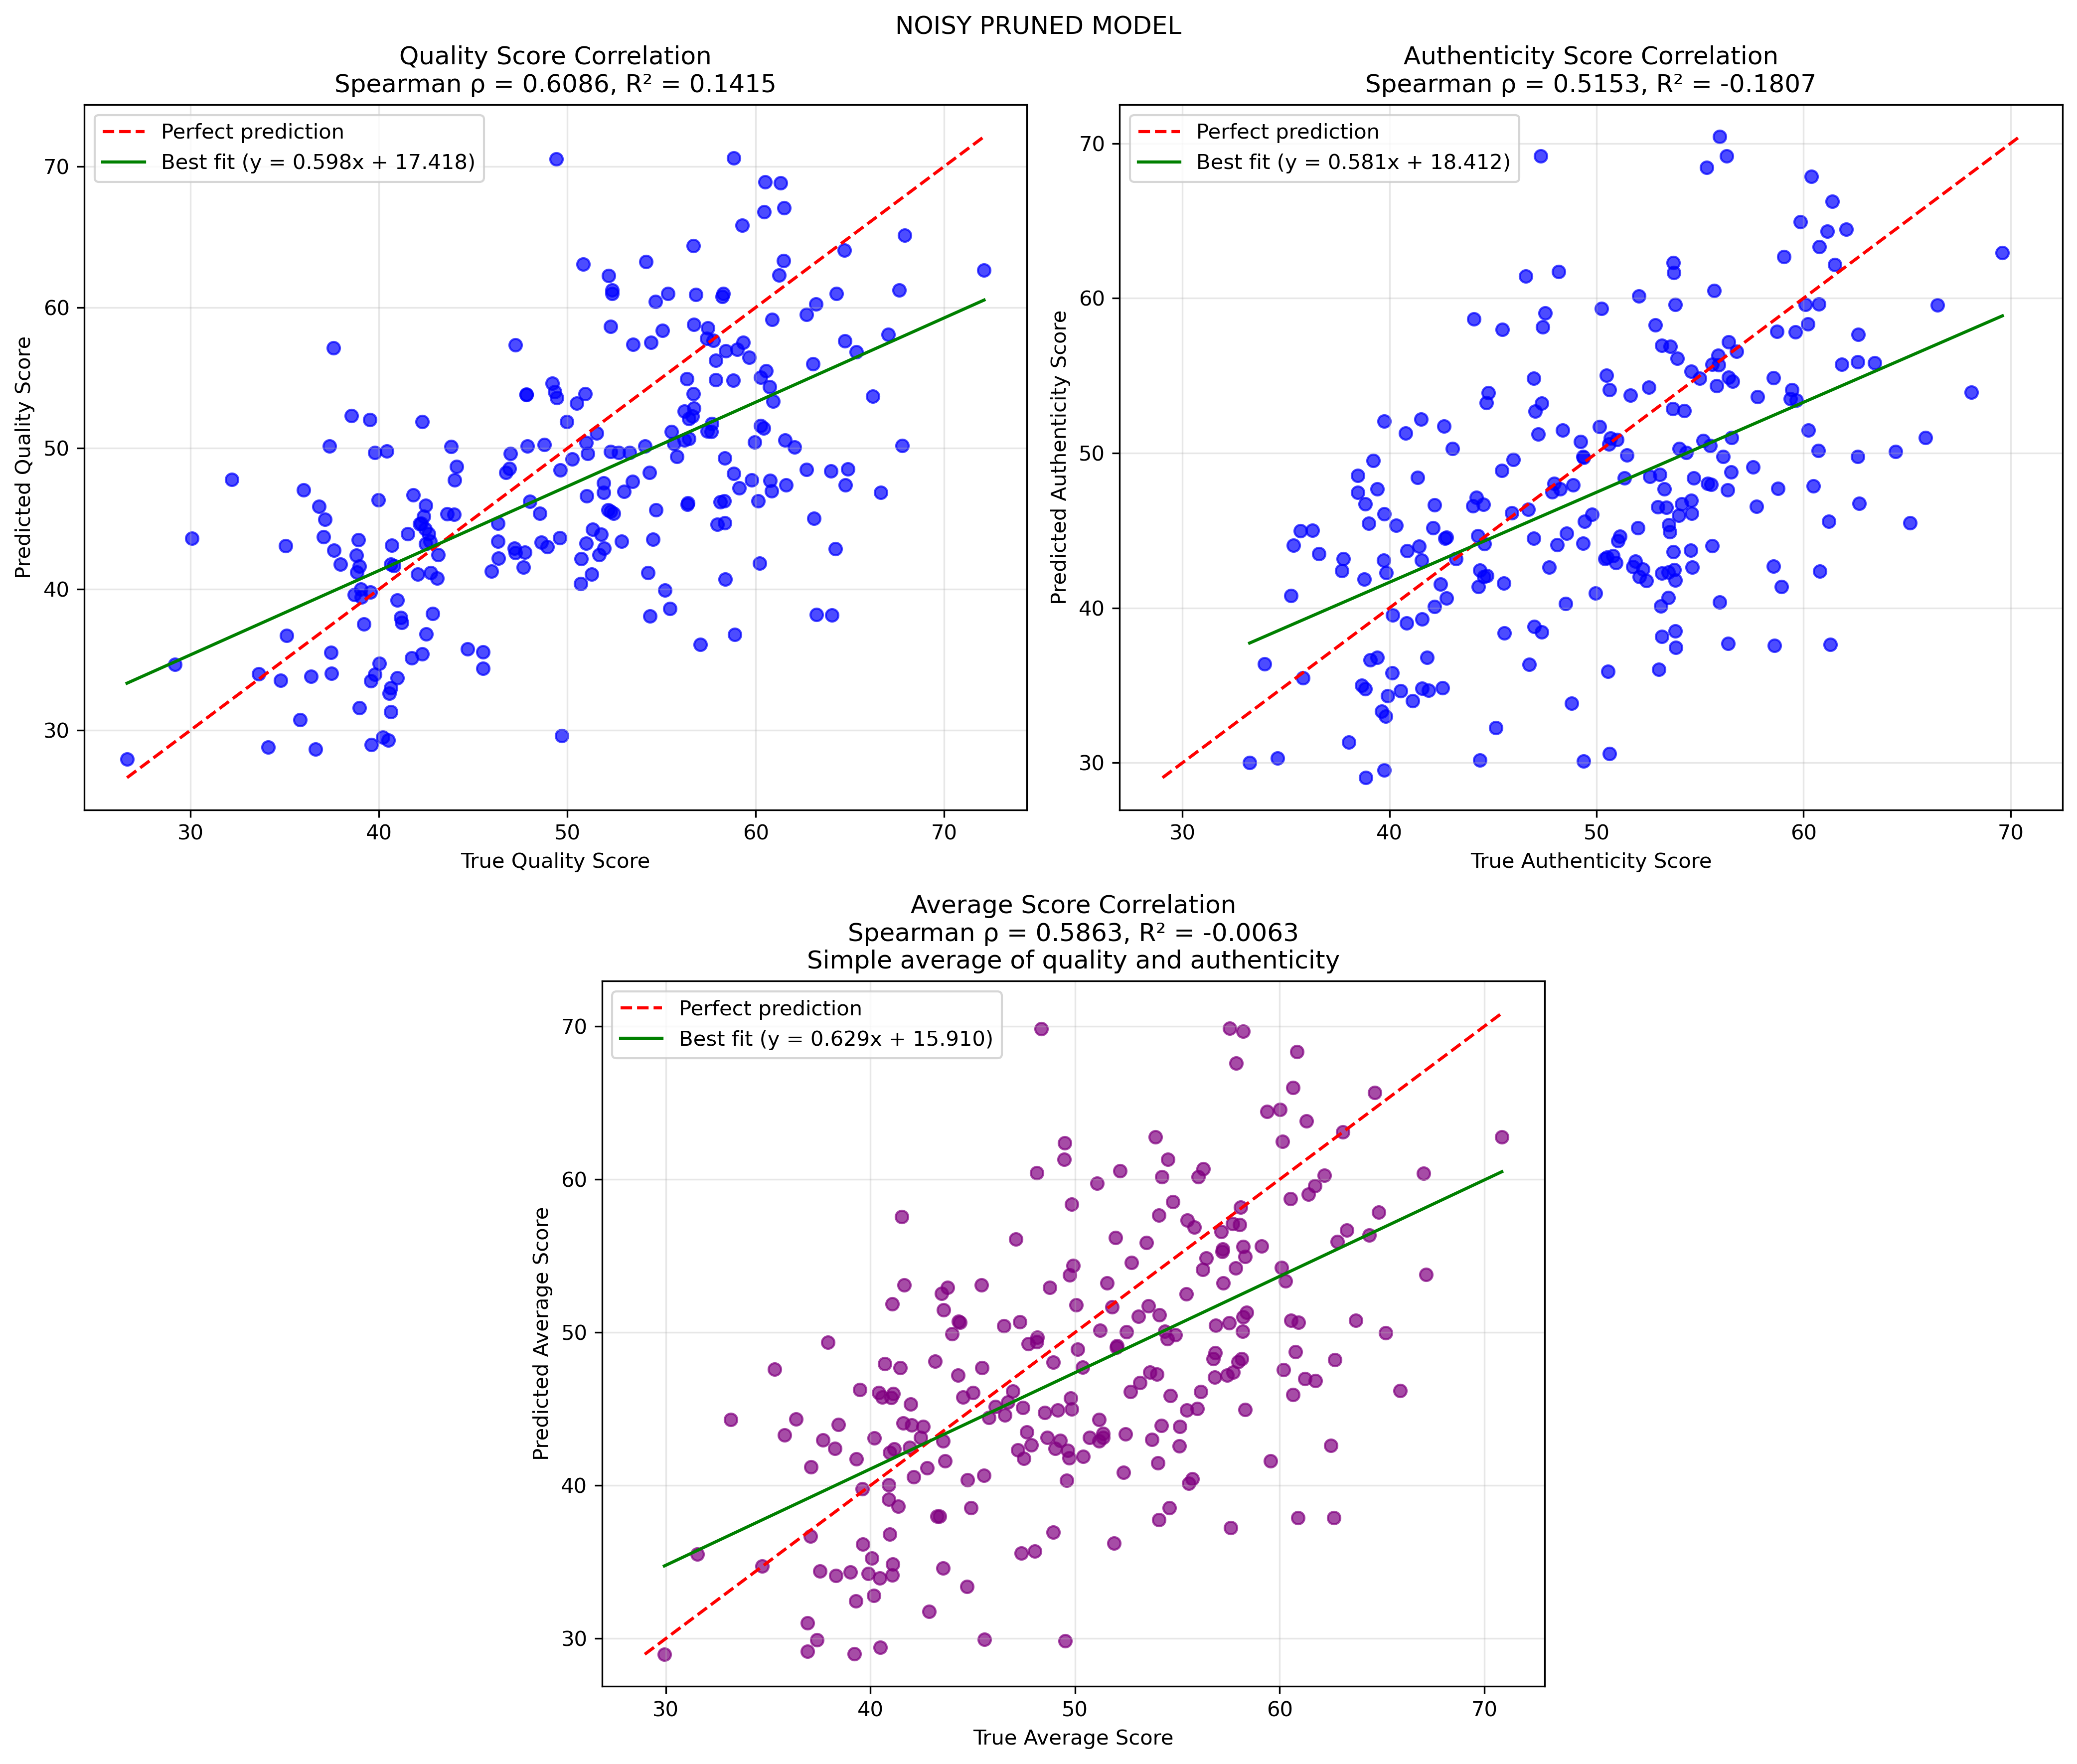 NOISY PRUNED MODEL
Quality Score Correlation
Spearman ρ = 0.6086, R² = 0.1415
Perfect prediction
Best fit (y = 0.598x + 17.418)
70
60
50
40
30
Predicted Quality Score
30 40 50 60 70
True Quality Score
Authenticity Score Correlation
Spearman ρ = 0.5153, R² = -0.1807
Perfect prediction
Best fit (y = 0.581x + 18.412)
70
60
50
40
30
Predicted Authenticity Score
30 40 50 60 70
True Authenticity Score
Average Score Correlation
Spearman ρ = 0.5863, R² = -0.0063
Simple average of quality and authenticity
Perfect prediction
Best fit (y = 0.629x + 15.910)
70
60
50
40
30
Predicted Average Score
30 40 50 60 70
True Average Score